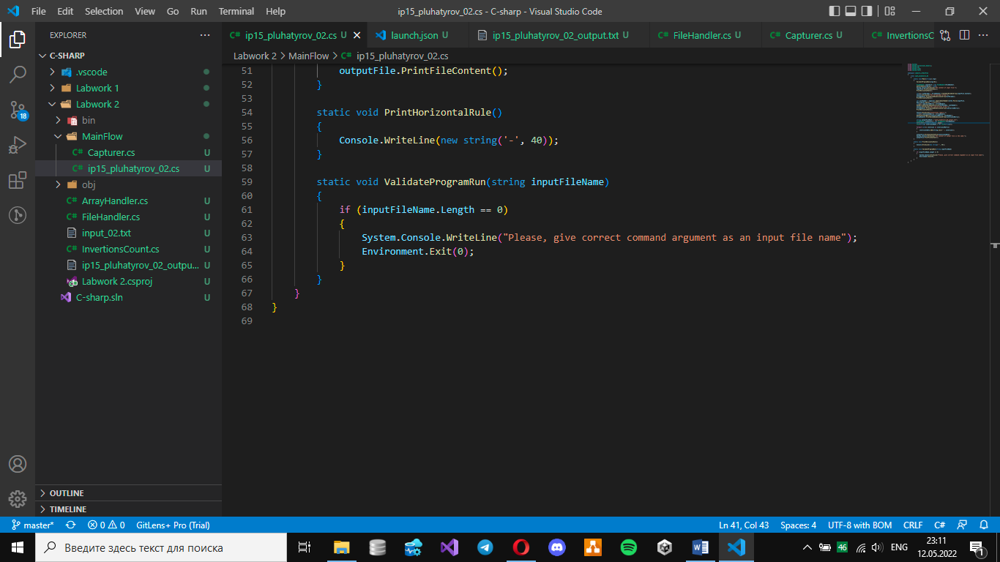 File Edit Selection View Go Run Terminal Help ip15_pluhatyrov_02.cs - C-sharp - Visual Studio Code
EXPLORER
C-SHARP
.vscode
Labwork 1
Labwork 2
bin
MainFlow
C# Capturer.cs U
C# ip15_pluhatyrov_02.cs U
obj
C# ArrayHandler.cs U
C# FileHandler.cs U
input_02.txt U
C# InvertionsCount.cs U
ip15_pluhatyrov_02_outpu... U
Labwork 2.csproj U
C-sharp.sln U
OUTLINE
TIMELINE
18
C# ip15_pluhatyrov_02.cs U launch.json U ip15_pluhatyrov_02_output.txt U C# FileHandler.cs U C# Capturer.cs U C# InvertionsC
Labwork 2 > MainFlow > C# ip15_pluhatyrov_02.cs
51 outputFile.PrintFileContent();
52 }
53
54 static void PrintHorizontalRule()
55 {
56 Console.WriteLine(new string('-', 40));
57 }
58
59 static void ValidateProgramRun(string inputFileName)
60 {
61 if (inputFileName.Length == 0)
62 {
63 System.Console.WriteLine("Please, give correct command argument as an input file name");
64 Environment.Exit(0);
65 }
66 }
67 }
68 }
69
master* 0 0 GitLens+ Pro (Trial) Ln 41, Col 43 Spaces: 4 UTF-8 with BOM CRLF C#
Введите здесь текст для поиска
46 ENG 23:11
12.05.2022
1